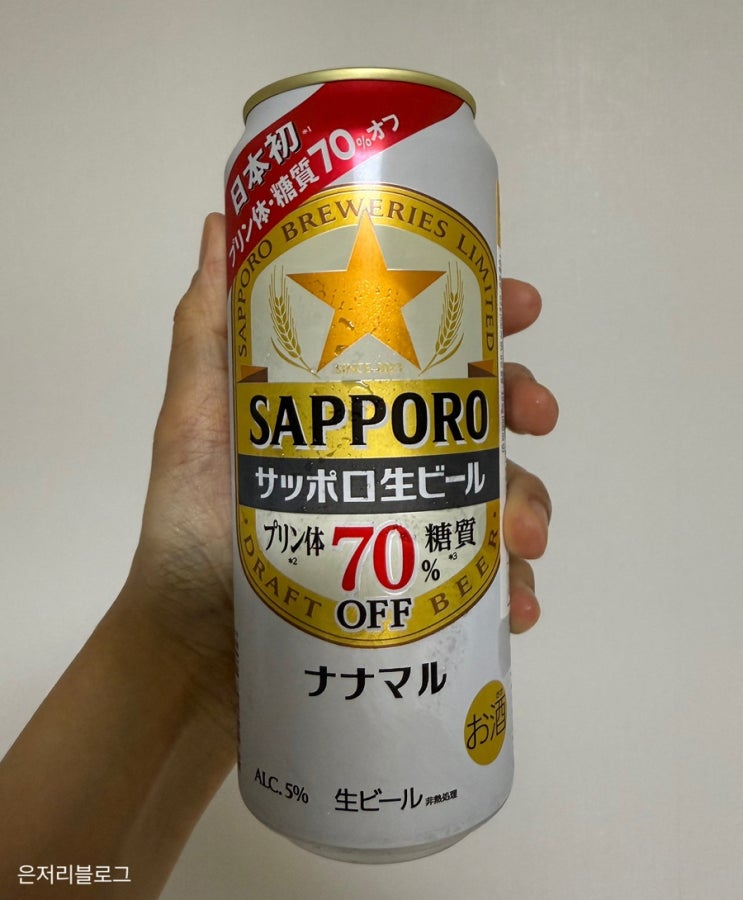 日本初※1
プリン体・糖質70%オフ
SAPPORO BREWERIES LIMITED
SAPPORO
サッポロ生ビール
プリン体※2 70% 糖質※3
OFF
DRAFT BEER
ナナマル
お酒
ALC. 5%
生ビール 非熱処理
은저리블로그